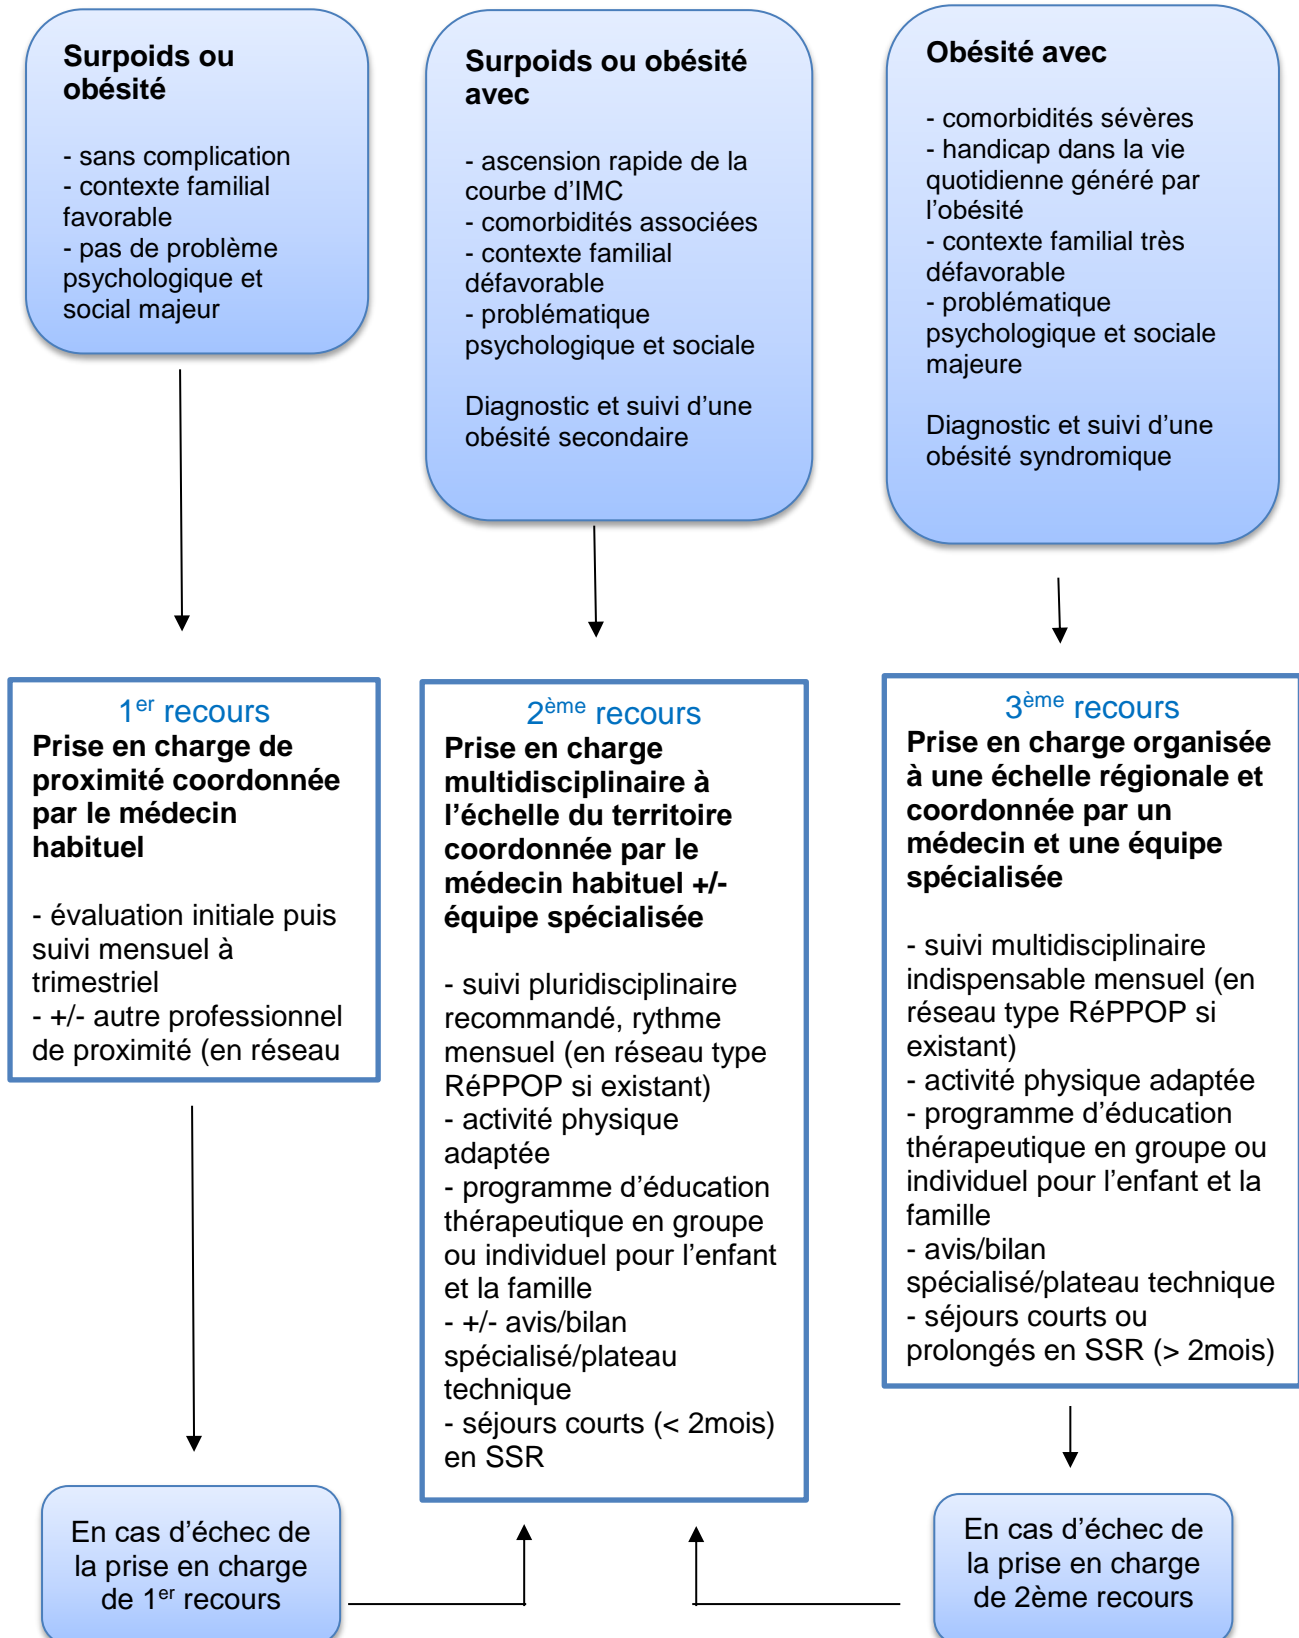 Surpoids ou
obésité
- sans complication
- contexte familial
favorable
- pas de problème
psychologique et
social majeur
Surpoids ou obésité
avec
- ascension rapide de la
courbe d’IMC
- comorbidités associées
- contexte familial
défavorable
- problématique
psychologique et sociale
Diagnostic et suivi d’une
obésité secondaire
Obésité avec
- comorbidités sévères
- handicap dans la vie
quotidienne généré par
l’obésité
- contexte familial très
défavorable
- problématique
psychologique et sociale
majeure
Diagnostic et suivi d’une
obésité syndromique
1er recours
Prise en charge de
proximité coordonnée
par le médecin
habituel
- évaluation initiale puis
suivi mensuel à
trimestriel
- +/- autre professionnel
de proximité (en réseau
2ème recours
Prise en charge
multidisciplinaire à
l’échelle du territoire
coordonnée par le
médecin habituel +/-
équipe spécialisée
- suivi pluridisciplinaire
recommandé, rythme
mensuel (en réseau type
RéPPOP si existant)
- activité physique
adaptée
- programme d’éducation
thérapeutique en groupe
ou individuel pour l’enfant
et la famille
- +/- avis/bilan
spécialisé/plateau
technique
- séjours courts (< 2mois)
en SSR
3ème recours
Prise en charge organisée
à une échelle régionale et
coordonnée par un
médecin et une équipe
spécialisée
- suivi multidisciplinaire
indispensable mensuel (en
réseau type RéPPOP si
existant)
- activité physique adaptée
- programme d’éducation
thérapeutique en groupe ou
individuel pour l’enfant et la
famille
- avis/bilan
spécialisé/plateau technique
- séjours courts ou
prolongés en SSR (> 2mois)
En cas d’échec de
la prise en charge
de 1er recours
En cas d’échec de
la prise en charge
de 2ème recours